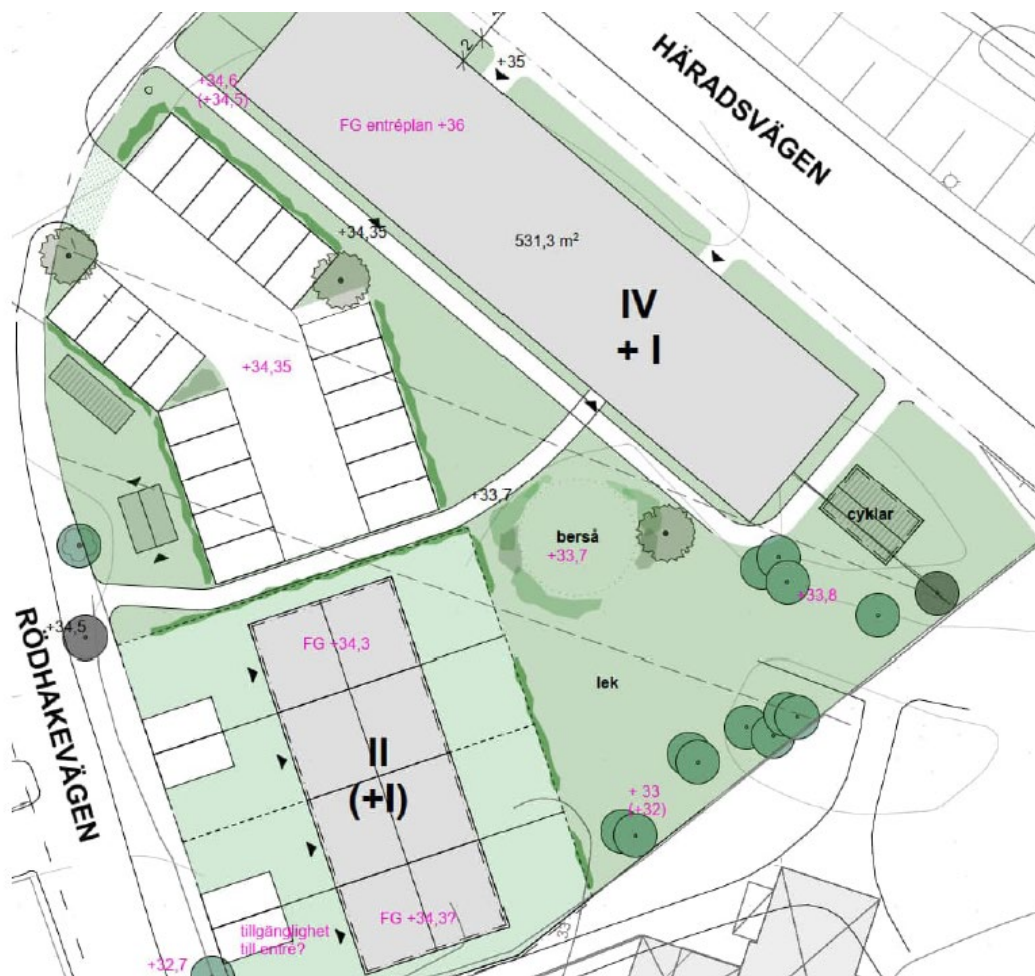 HÄRADSVÄGEN
2
+35
+34,6
(+34,5)
FG entréplan +36
+34,35
531,3 m²
IV
+ I
+34,35
+33,7
berså
+33,7
cyklar
+33,8
+34,5
RÖDHAKEVÄGEN
FG +34,3
lek
II
(+I)
+ 33
(+32)
FG +34,3?
tillgänglighet
till entre?
+32,7
33